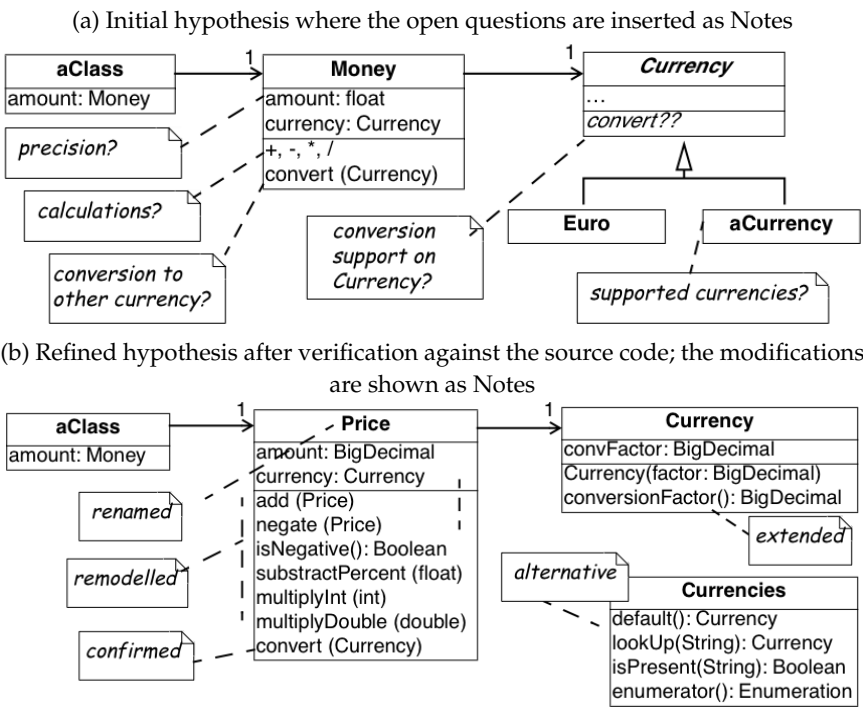 (a) Initial hypothesis where the open questions are inserted as Notes
aClass
amount: Money
1
Money
amount: float
currency: Currency
+, -, *, /
convert (Currency)
1
Currency
...
convert??
precision?
calculations?
conversion to
other currency?
conversion
support on
Currency?
Euro
aCurrency
supported currencies?
(b) Refined hypothesis after verification against the source code; the modifications
are shown as Notes
aClass
amount: Money
1
Price
amount: BigDecimal
currency: Currency
add (Price)
negate (Price)
isNegative(): Boolean
substractPercent (float)
multiplyInt (int)
multiplyDouble (double)
convert (Currency)
1
Currency
convFactor: BigDecimal
Currency(factor: BigDecimal)
conversionFactor(): BigDecimal
renamed
remodelled
confirmed
extended
alternative
Currencies
default(): Currency
lookUp(String): Currency
isPresent(String): Boolean
enumerator(): Enumeration